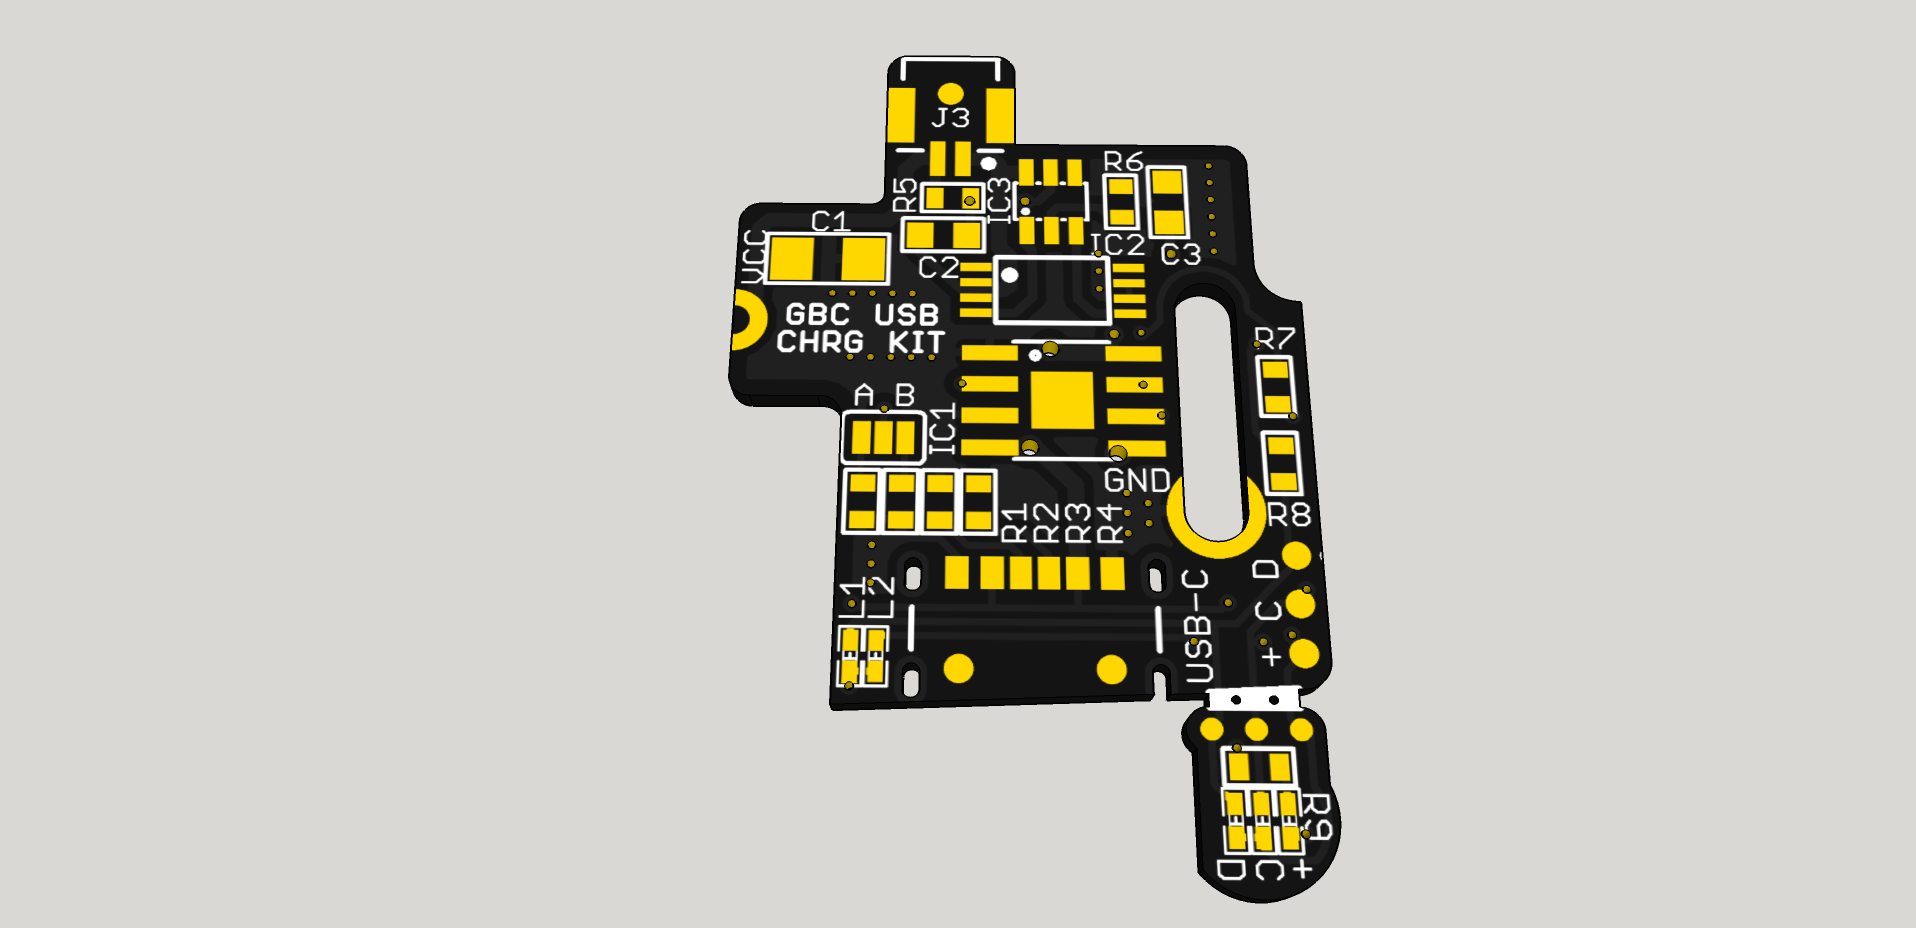 J3
R6
R5
IC3
C1
VCC
IC2
C3
C2
GBC USB
CHRG KIT
R7
A B
IC1
GND
R1
R2
R3
R4
R8
L1
L2
USB-C
D
C
+
R9
D
C
+